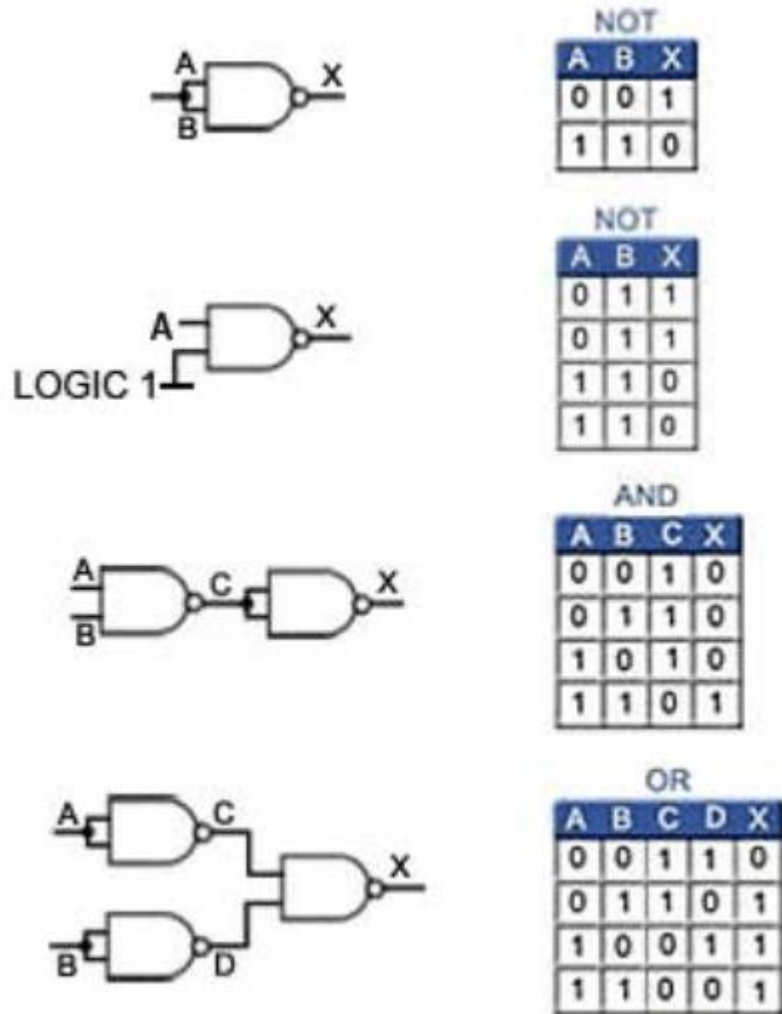 NOT
A B X
0 0 1
1 1 0
A
B
X
NOT
A B X
0 1 1
0 1 1
1 1 0
1 1 0
A
X
LOGIC 1
AND
A B C X
0 0 1 0
0 1 1 0
1 0 1 0
1 1 0 1
A
B
C
X
OR
A B C D X
0 0 1 1 0
0 1 1 0 1
1 0 0 1 1
1 1 0 0 1
A
C
X
B
D